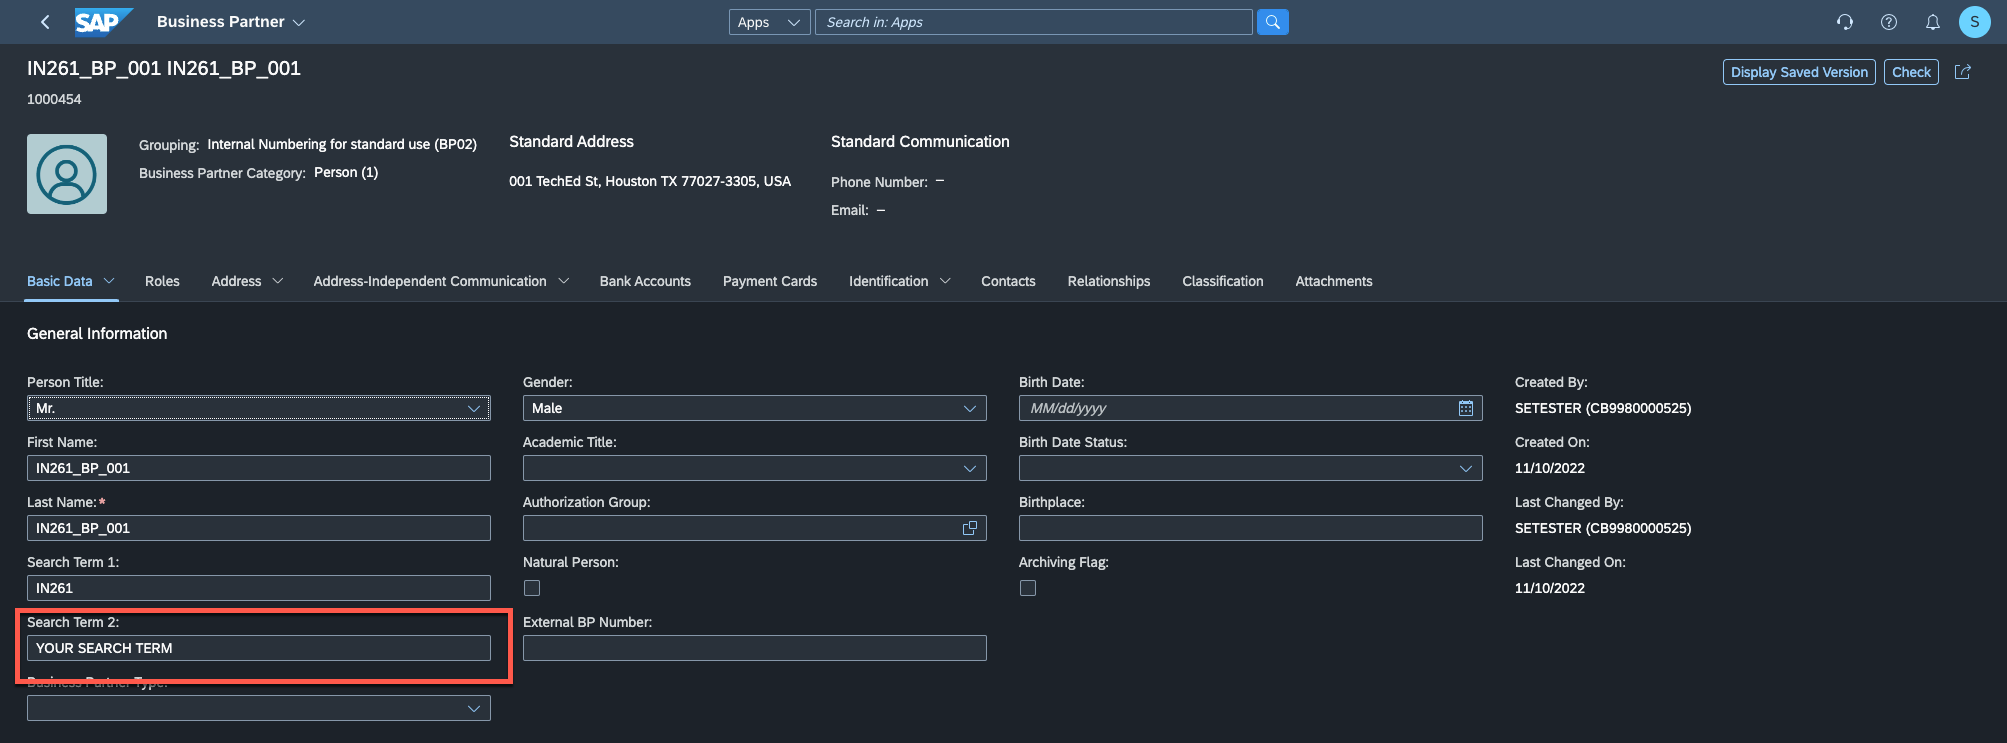 SAP Business Partner Apps Search in: Apps S
IN261_BP_001 IN261_BP_001
Display Saved Version Check
1000454
Grouping: Internal Numbering for standard use (BP02)
Business Partner Category: Person (1)
Standard Address
001 TechEd St, Houston TX 77027-3305, USA
Standard Communication
Phone Number: –
Email: –
Basic Data Roles Address Address-Independent Communication Bank Accounts Payment Cards Identification Contacts Relationships Classification Attachments
General Information
Person Title:
Mr.
First Name:
IN261_BP_001
Last Name:*
IN261_BP_001
Search Term 1:
IN261
Search Term 2:
YOUR SEARCH TERM
Business Partner Type:
Gender:
Male
Academic Title:
Authorization Group:
Natural Person:
External BP Number:
Birth Date:
MM/dd/yyyy
Birth Date Status:
Birthplace:
Archiving Flag:
Created By:
SETESTER (CB9980000525)
Created On:
11/10/2022
Last Changed By:
SETESTER (CB9980000525)
Last Changed On:
11/10/2022